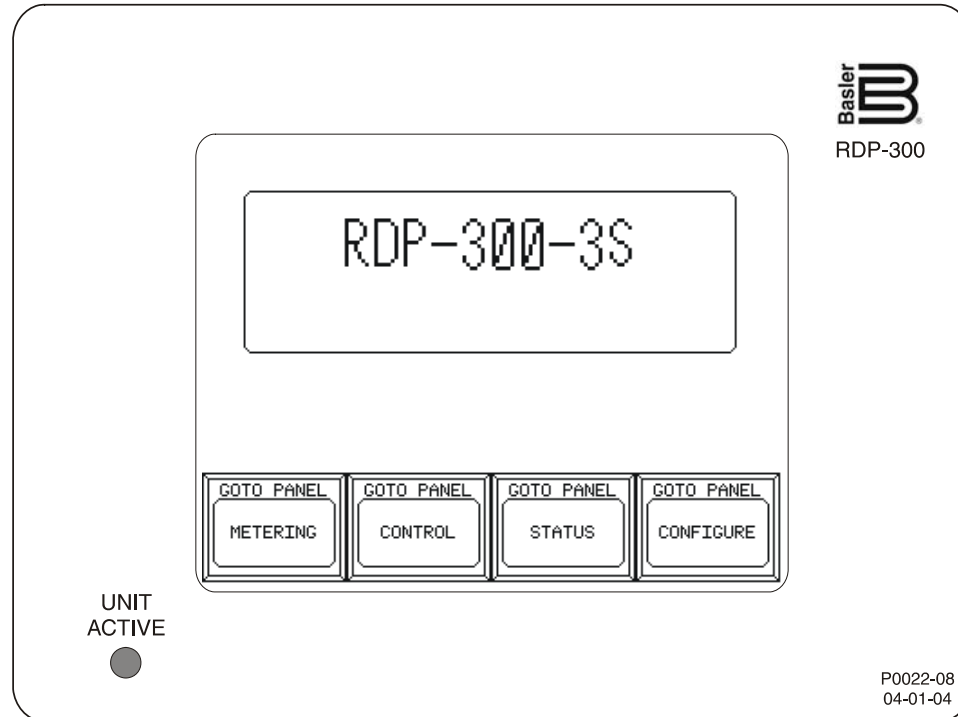 Basler
RDP-300
RDP-300-3S
GOTO PANEL GOTO PANEL GOTO PANEL GOTO PANEL
METERING CONTROL STATUS CONFIGURE
UNIT
ACTIVE
P0022-08
04-01-04